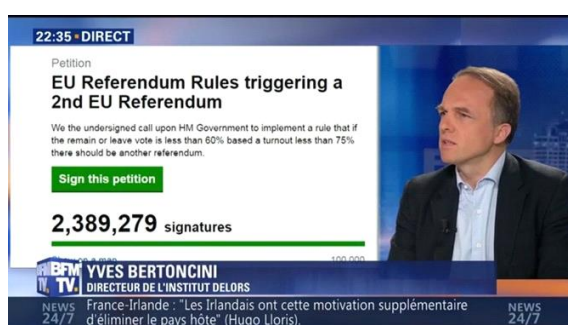 22:35 DIRECT
Petition
EU Referendum Rules triggering a
2nd EU Referendum
We the undersigned call upon HM Government to implement a rule that if
the remain or leave vote is less than 60% based a turnout less than 75%
there should be another referendum.
Sign this petition
2,389,279 signatures
on a map 100,000
BFM
TV.
YVES BERTONCINI
DIRECTEUR DE L'INSTITUT DELORS
NEWS
24/7
France-Irlande : "Les Irlandais ont cette motivation supplémentaire
d'éliminer le pays hôte" (Hugo Lloris).
NEWS
24/7